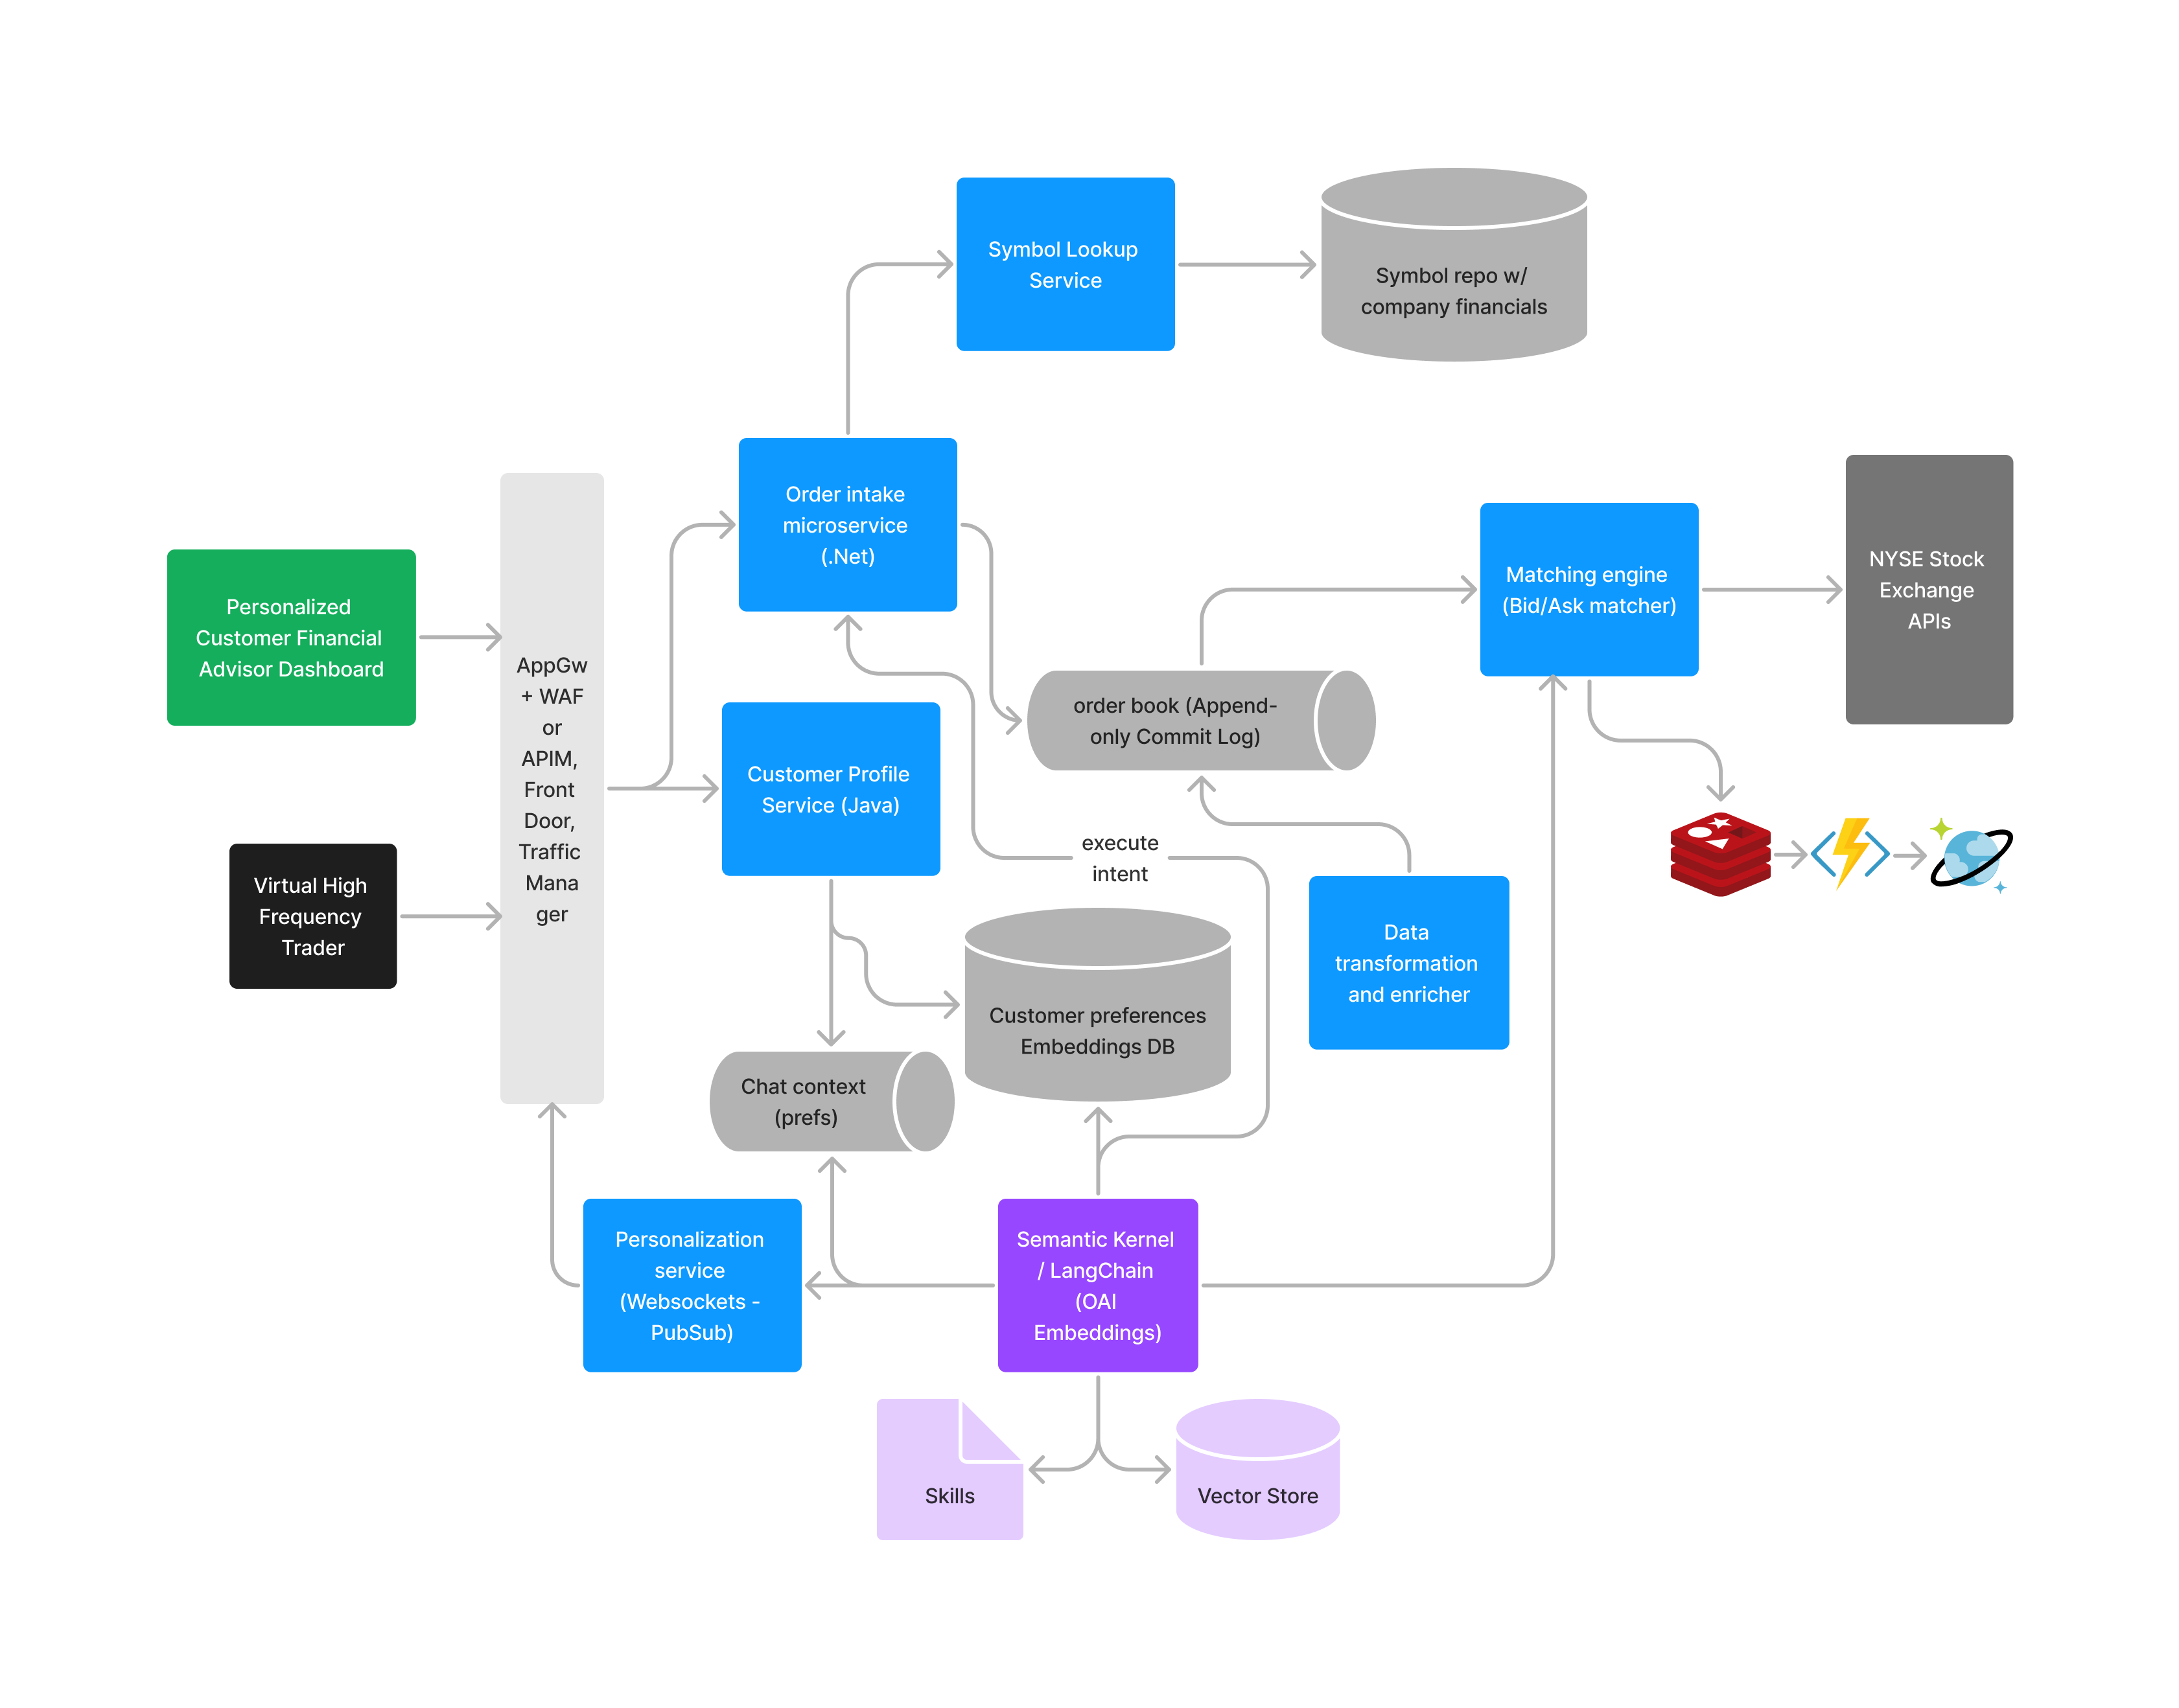 Symbol Lookup
Service
Symbol repo w/
company financials
Order intake
microservice
(.Net)
NYSE Stock
Exchange
APIs
Matching engine
(Bid/Ask matcher)
Personalized
Customer Financial
Advisor Dashboard
AppGw
+ WAF
or
APIM,
Front
Door,
Traffic
Mana
ger
order book (Append-
only Commit Log)
Customer Profile
Service (Java)
execute
intent
Virtual High
Frequency
Trader
Data
transformation
and enricher
Customer preferences
Embeddings DB
Chat context
(prefs)
Personalization
service
(Websockets -
PubSub)
Semantic Kernel
/ LangChain
(OAI
Embeddings)
Skills
Vector Store